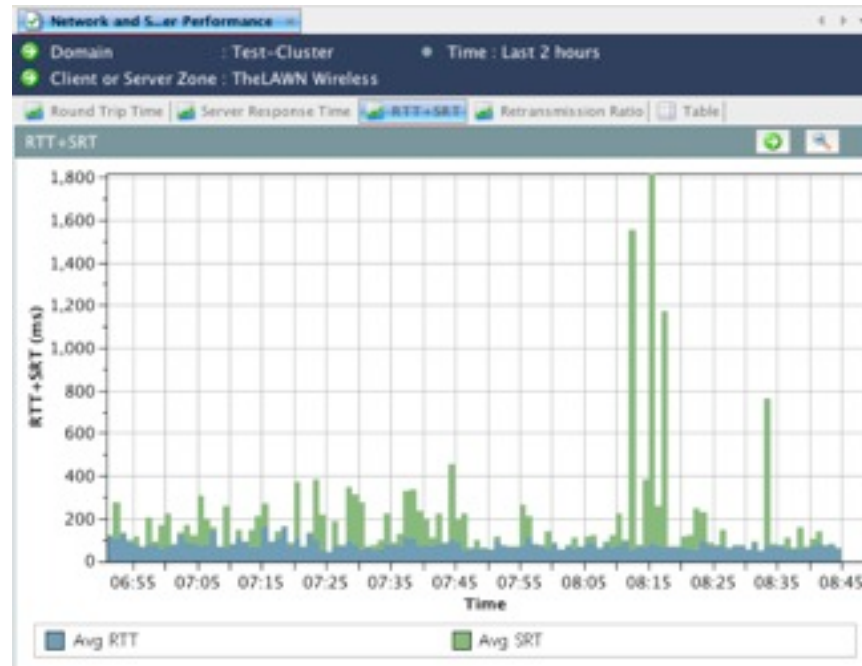 Network and S...er Performance
Domain : Test-Cluster Time : Last 2 hours
Client or Server Zone : TheLAWN Wireless
Round Trip Time Server Response Time RTT+SRT Retransmission Ratio Table
RTT+SRT
1,800
1,600
1,400
1,200
1,000
800
600
400
200
0
RTT+SRT (ms)
06:55 07:05 07:15 07:25 07:35 07:45 07:55 08:05 08:15 08:25 08:35 08:45
Time
Avg RTT Avg SRT